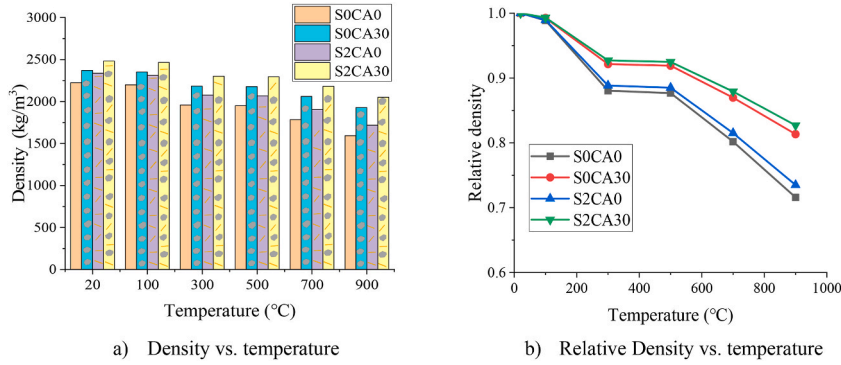 3000
2500
2000
1500
1000
500
0
Density (kg/m³)
20 100 300 500 700 900
Temperature (℃)
S0CA0
S0CA30
S2CA0
S2CA30
a) Density vs. temperature
1.0
0.9
0.8
0.7
0.6
Relative density
0 200 400 600 800 1000
Temperature (℃)
S0CA0
S0CA30
S2CA0
S2CA30
b) Relative Density vs. temperature